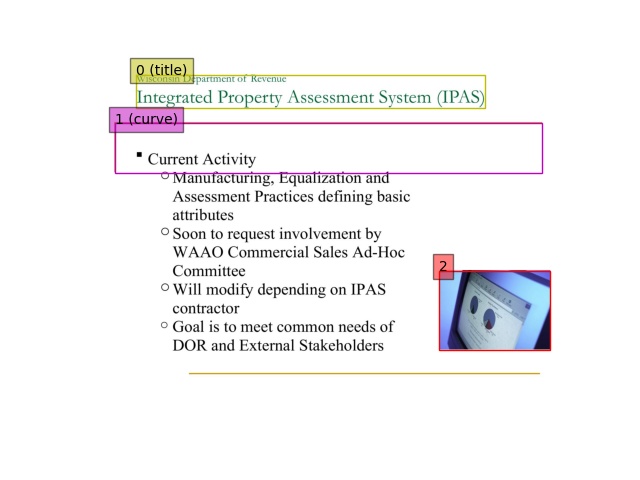 0 (title)
Wisconsin Department of Revenue
Integrated Property Assessment System (IPAS)
1 (curve)
Current Activity
Manufacturing, Equalization and
Assessment Practices defining basic
attributes
Soon to request involvement by
WAAO Commercial Sales Ad-Hoc
Committee
2
Will modify depending on IPAS
contractor
Goal is to meet common needs of
DOR and External Stakeholders